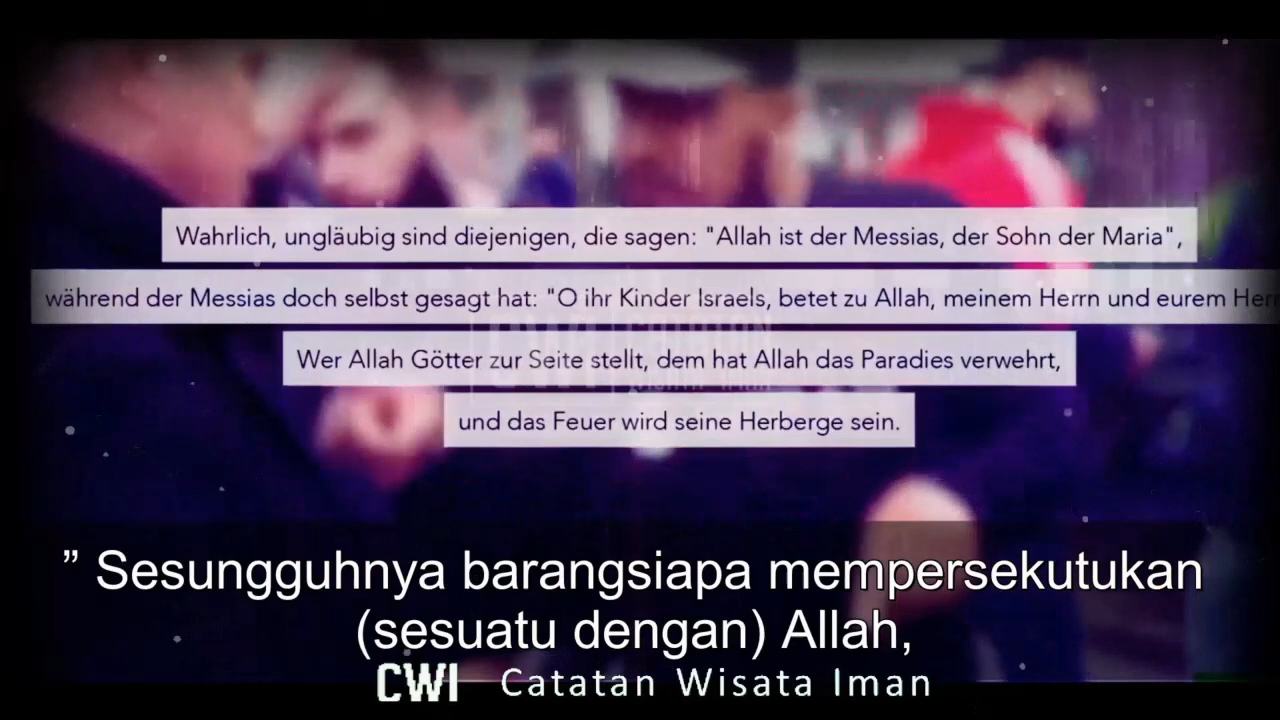 Wahrlich, ungläubig sind diejenigen, die sagen: "Allah ist der Messias, der Sohn der Maria",
während der Messias doch selbst gesagt hat: "O ihr Kinder Israels, betet zu Allah, meinem Herrn und eurem
Wer Allah Götter zur Seite stellt, dem hat Allah das Paradies verwehrt,
und das Feuer wird seine Herberge sein.
” Sesungguhnya barangsiapa mempersekutukan
(sesuatu dengan) Allah,
CWI Catatan Wisata Iman